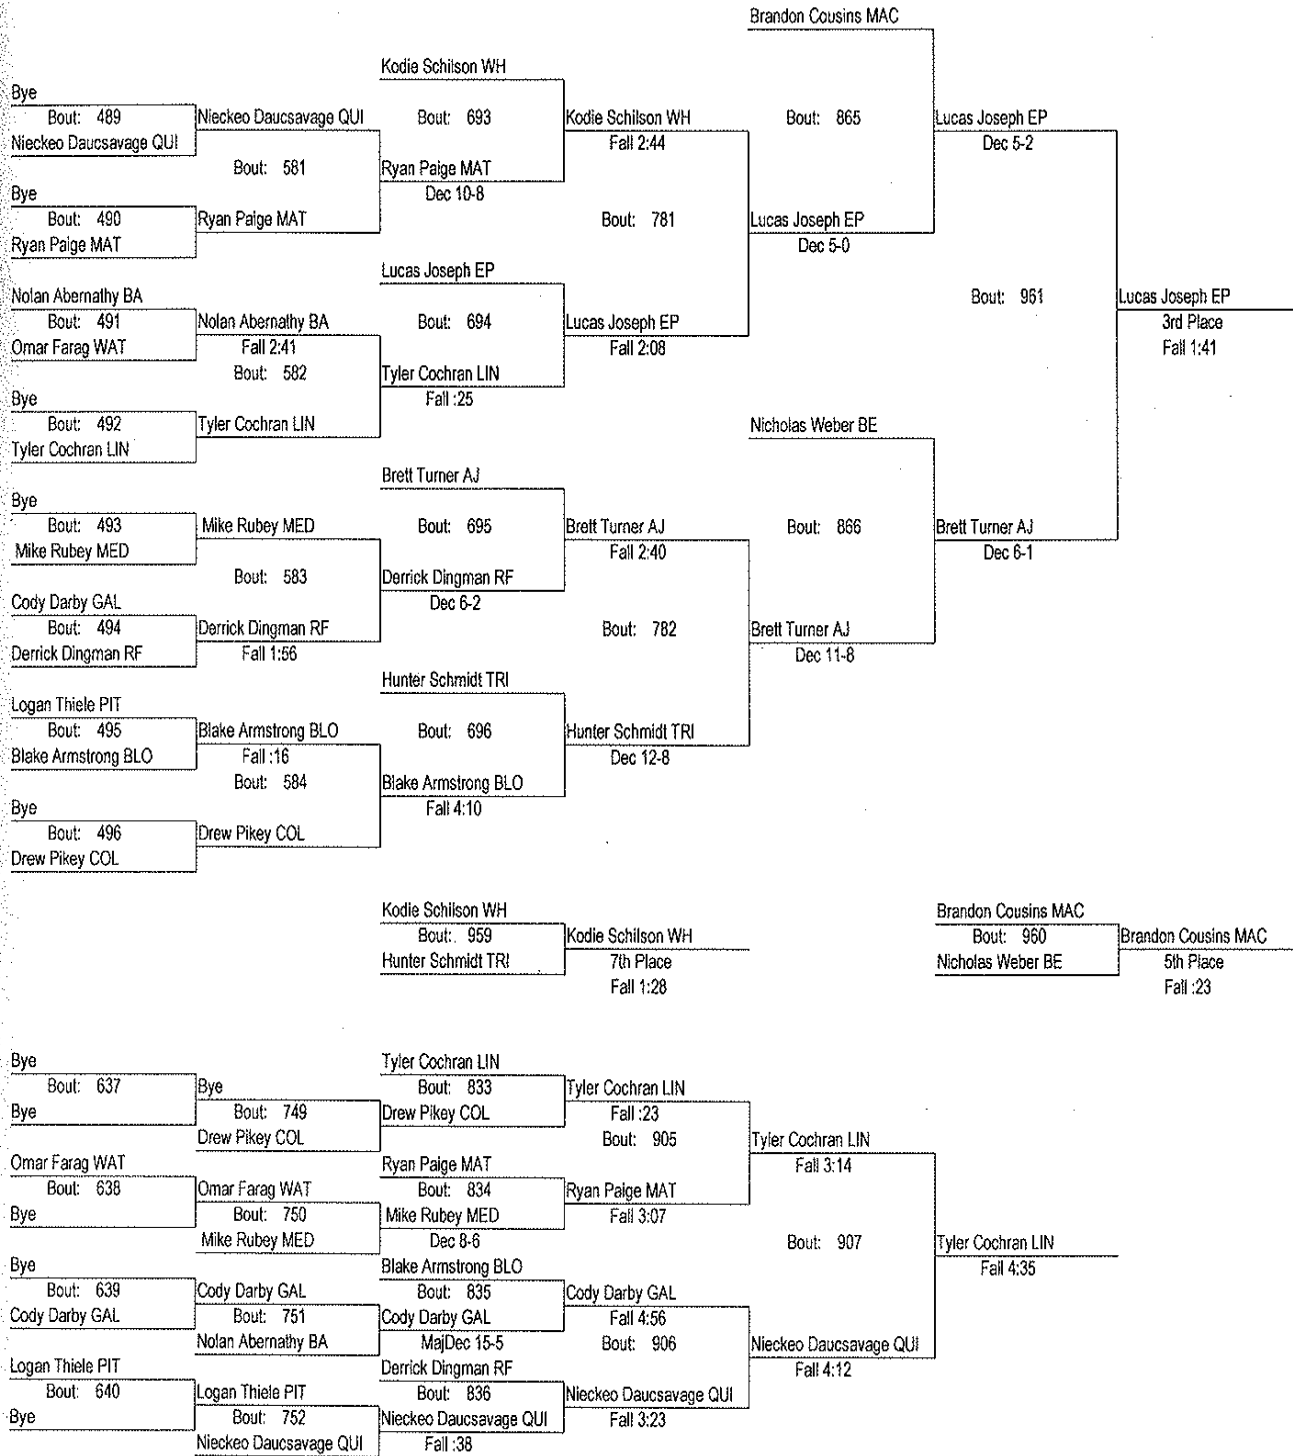 Brandon Cousins MAC
Kodie Schilson WH
Bye
Bout: 489
Nieckeo Daucsavage QUI
Bout: 693
Kodie Schilson WH
Bout: 865
Lucas Joseph EP
Nieckeo Daucsavage QUI
Fall 2:44
Dec 5-2
Bout: 581
Ryan Paige MAT
Bye
Dec 10-8
Bout: 490
Ryan Paige MAT
Bout: 781
Lucas Joseph EP
Ryan Paige MAT
Dec 5-0
Lucas Joseph EP
Nolan Abernathy BA
Bout: 961
Lucas Joseph EP
Bout: 491
Nolan Abernathy BA
Bout: 694
Lucas Joseph EP
3rd Place
Omar Farag WAT
Fall 2:41
Fall 2:08
Fall 1:41
Bout: 582
Tyler Cochran LIN
Bye
Fall :25
Bout: 492
Tyler Cochran LIN
Nicholas Weber BE
Tyler Cochran LIN
Brett Turner AJ
Bye
Bout: 493
Mike Rubey MED
Bout: 695
Brett Turner AJ
Bout: 866
Brett Turner AJ
Mike Rubey MED
Fall 2:40
Dec 6-1
Bout: 583
Derrick Dingman RF
Cody Darby GAL
Dec 6-2
Bout: 494
Derrick Dingman RF
Bout: 782
Brett Turner AJ
Derrick Dingman RF
Fall 1:56
Dec 11-8
Hunter Schmidt TRI
Logan Thiele PIT
Bout: 495
Blake Armstrong BLO
Bout: 696
Hunter Schmidt TRI
Blake Armstrong BLO
Fall :16
Dec 12-8
Bout: 584
Blake Armstrong BLO
Bye
Fall 4:10
Bout: 496
Drew Pikey COL
Drew Pikey COL
Kodie Schilson WH
Brandon Cousins MAC
Bout: 959
Kodie Schilson WH
Bout: 960
Brandon Cousins MAC
Hunter Schmidt TRI
7th Place
Nicholas Weber BE
5th Place
Fall 1:28
Fall :23
Bye
Tyler Cochran LIN
Bout: 637
Bye
Bout: 833
Tyler Cochran LIN
Bye
Bout: 749
Drew Pikey COL
Fall :23
Drew Pikey COL
Bout: 905
Tyler Cochran LIN
Omar Farag WAT
Ryan Paige MAT
Fall 3:14
Bout: 638
Omar Farag WAT
Bout: 834
Ryan Paige MAT
Bye
Bout: 750
Mike Rubey MED
Fall 3:07
Mike Rubey MED
Dec 8-6
Bout: 907
Tyler Cochran LIN
Bye
Blake Armstrong BLO
Fall 4:35
Bout: 639
Cody Darby GAL
Bout: 835
Cody Darby GAL
Cody Darby GAL
Bout: 751
Cody Darby GAL
Fall 4:56
Nolan Abernathy BA
MajDec 15-5
Bout: 906
Nieckeo Daucsavage QUI
Logan Thiele PIT
Derrick Dingman RF
Fall 4:12
Bout: 640
Logan Thiele PIT
Bout: 836
Nieckeo Daucsavage QUI
Bye
Bout: 752
Nieckeo Daucsavage QUI
Fall 3:23
Nieckeo Daucsavage QUI
Fall :38